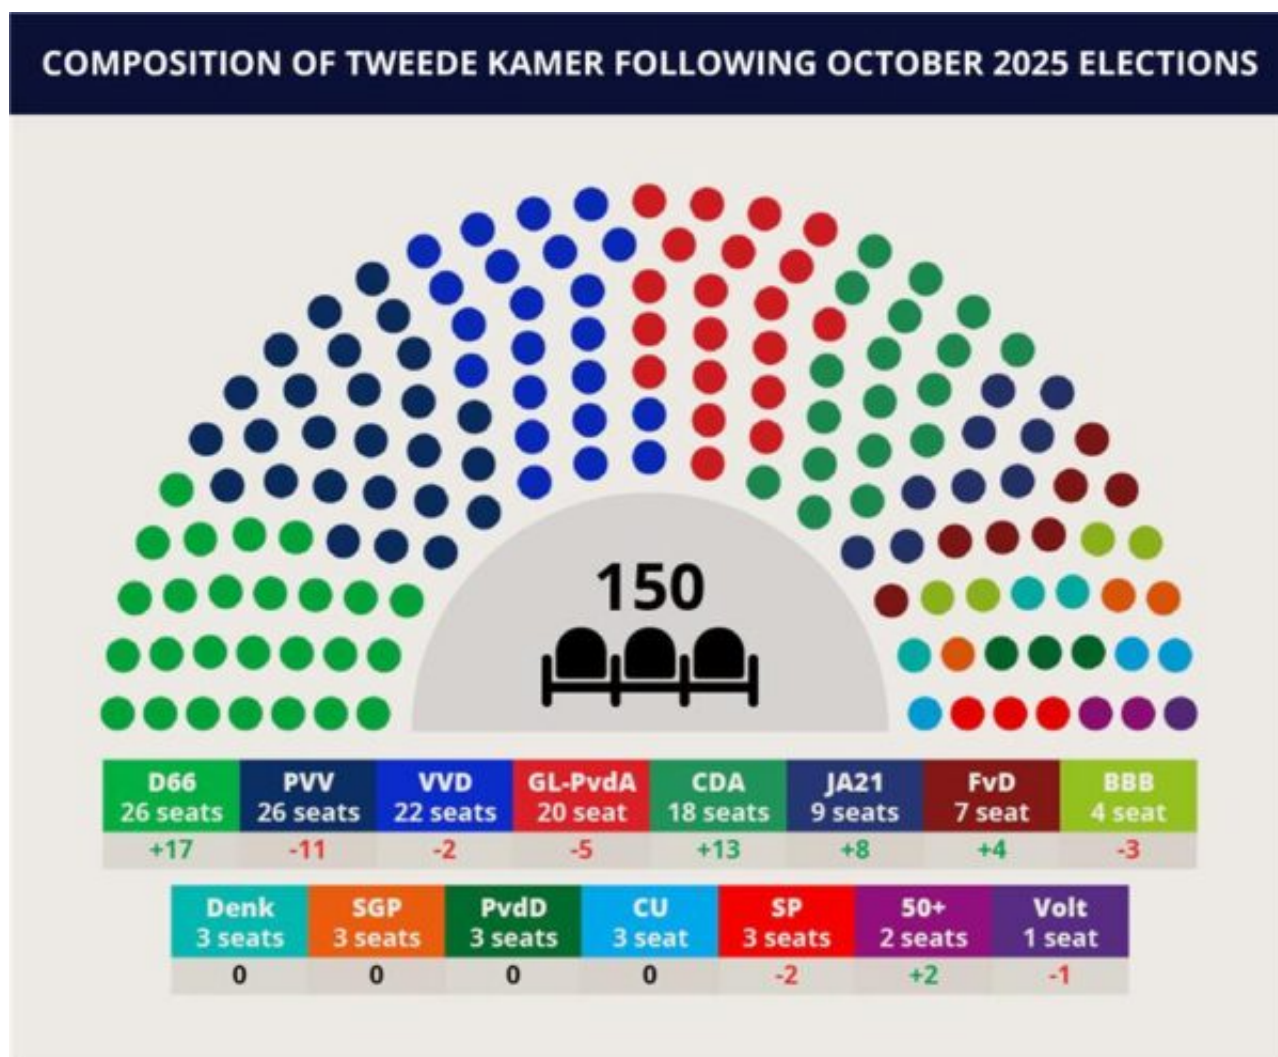 COMPOSITION OF TWEEDE KAMER FOLLOWING OCTOBER 2025 ELECTIONS
150
D66 PVV VVD GL-PvdA CDA JA21 FvD BBB
26 seats 26 seats 22 seats 20 seat 18 seats 9 seats 7 seat 4 seat
+17 -11 -2 -5 +13 +8 +4 -3
Denk SGP PvdD CU SP 50+ Volt
3 seats 3 seats 3 seats 3 seat 3 seats 2 seats 1 seat
0 0 0 0 -2 +2 -1